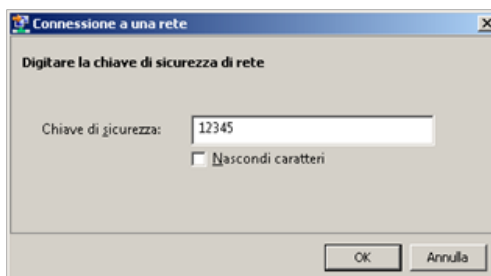 Connessione a una rete
Digitare la chiave di sicurezza di rete
Chiave di sicurezza: 12345
Nascondi caratteri
OK Annulla